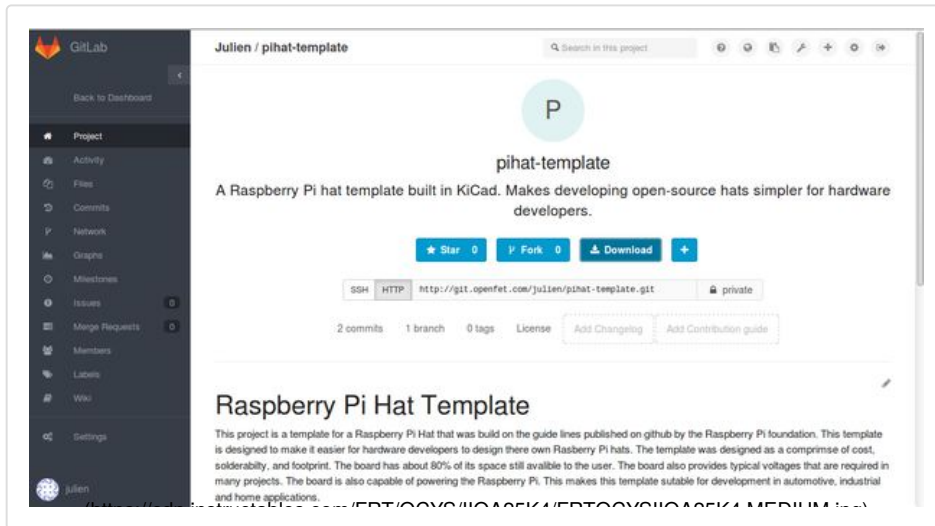 GitLab
Julien / pihat-template
Search in this project
Back to Dashboard
Project
Activity
Files
Commits
Network
Graphs
Milestones
Issues 0
Merge Requests 0
Members
Labels
Wiki
Settings
julien
P
pihat-template
A Raspberry Pi hat template built in KiCad. Makes developing open-source hats simpler for hardware
developers.
Star 0 Fork 0 Download +
SSH HTTP http://git.openfet.com/julien/pihat-template.git private
2 commits 1 branch 0 tags License Add Changelog Add Contribution guide
Raspberry Pi Hat Template
This project is a template for a Raspberry Pi Hat that was build on the guide lines published on github by the Raspberry Pi foundation. This template
is designed to make it easier for hardware developers to design there own Rasberry Pi hats. The template was designed as a comprimse of cost,
solderabilty, and footprint. The board has about 80% of its space still avalible to the user. The board also provides typical voltages that are required in
many projects. The board is also capable of powering the Raspberry Pi. This makes this template sutable for development in automotive, industrial
and home applications.